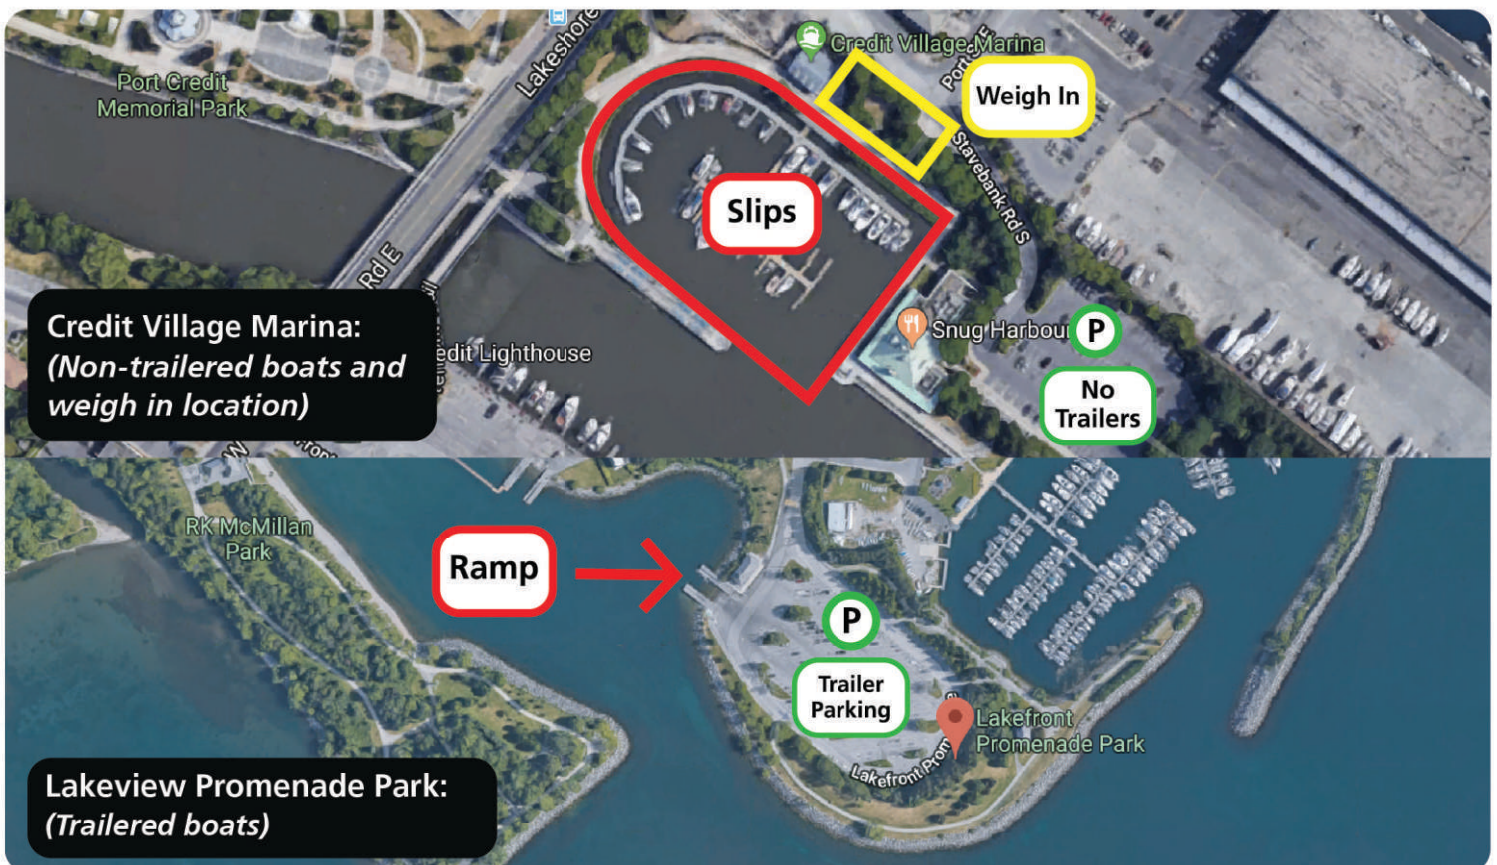 Lakeshore
Credit Village Marina
Port St E
Weigh In
Port Credit
Memorial Park
Stavebank Rd S
Slips
Rd E
Credit Village Marina:
(Non-trailered boats and
weigh in location)
edit Lighthouse
Snug Harbour
P
No
Trailers
W
Front
RK McMillan
Park
Ramp
P
Trailer
Parking
Lakefront
Promenade Park
Lakefront Prom
Lakeview Promenade Park:
(Trailered boats)